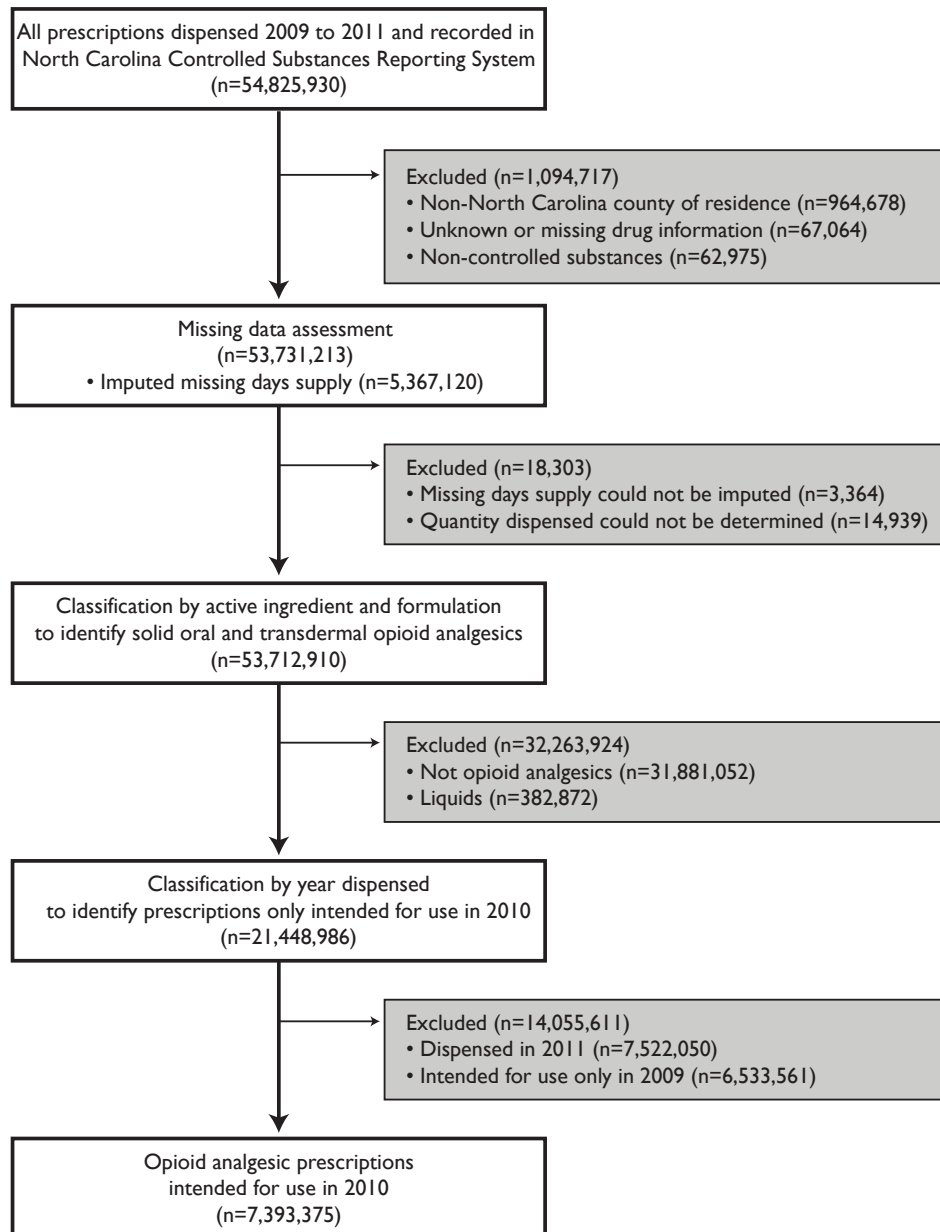 All prescriptions dispensed 2009 to 2011 and recorded in
North Carolina Controlled Substances Reporting System
(n=54,825,930)
Excluded (n=1,094,717)
• Non-North Carolina county of residence (n=964,678)
• Unknown or missing drug information (n=67,064)
• Non-controlled substances (n=62,975)
Missing data assessment
(n=53,731,213)
• Imputed missing days supply (n=5,367,120)
Excluded (n=18,303)
• Missing days supply could not be imputed (n=3,364)
• Quantity dispensed could not be determined (n=14,939)
Classification by active ingredient and formulation
to identify solid oral and transdermal opioid analgesics
(n=53,712,910)
Excluded (n=32,263,924)
• Not opioid analgesics (n=31,881,052)
• Liquids (n=382,872)
Classification by year dispensed
to identify prescriptions only intended for use in 2010
(n=21,448,986)
Excluded (n=14,055,611)
• Dispensed in 2011 (n=7,522,050)
• Intended for use only in 2009 (n=6,533,561)
Opioid analgesic prescriptions
intended for use in 2010
(n=7,393,375)